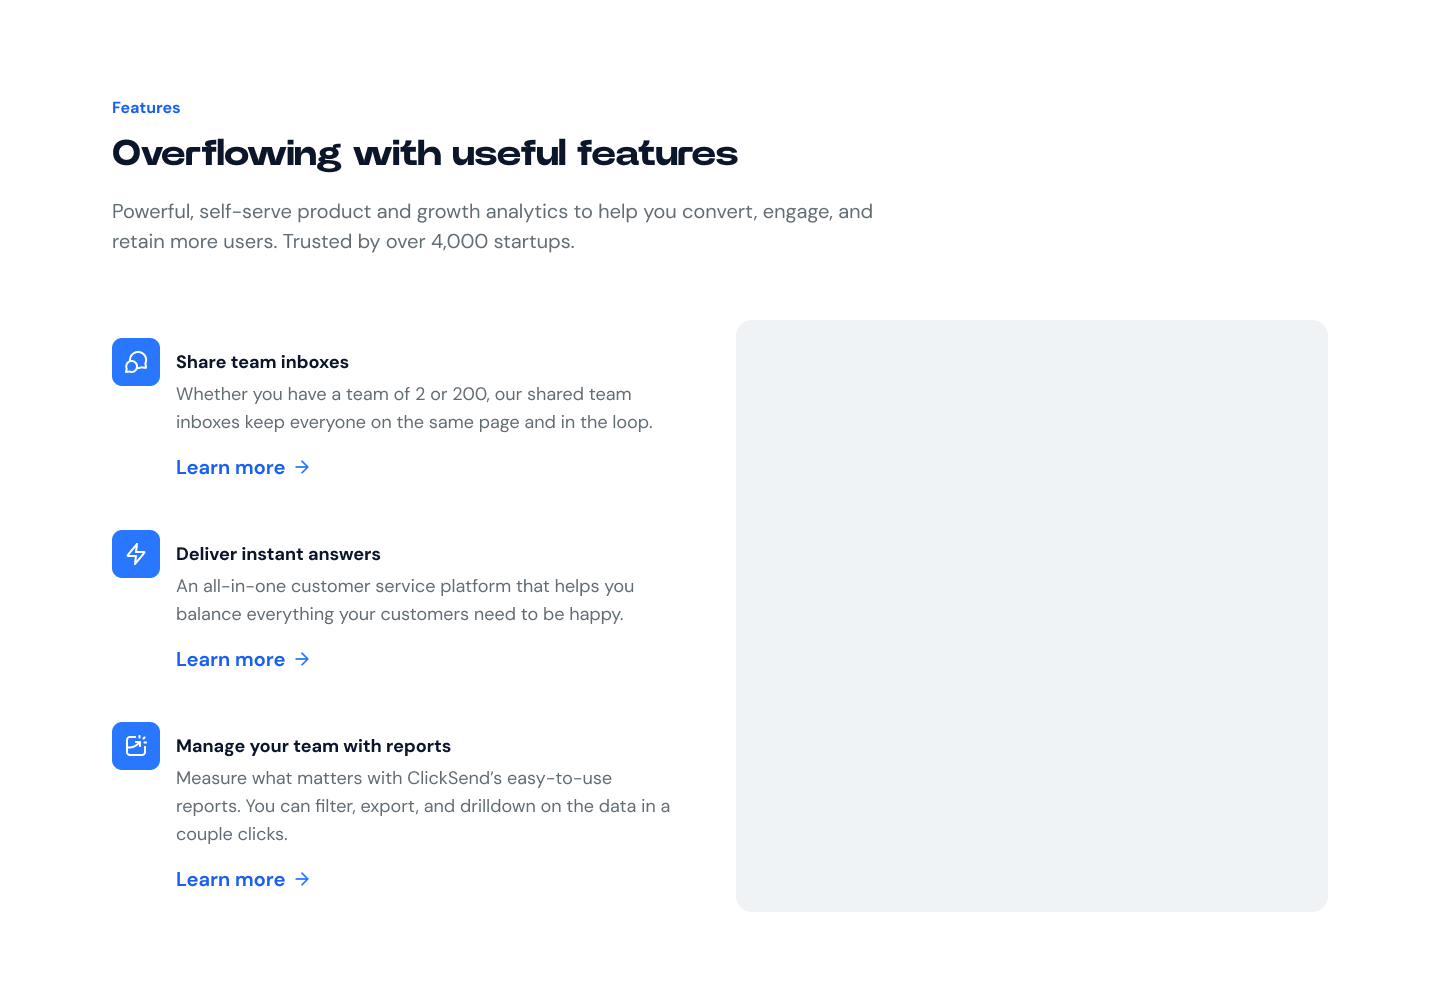 Features
Overflowing with useful features
Powerful, self-serve product and growth analytics to help you convert, engage, and
retain more users. Trusted by over 4,000 startups.
Share team inboxes
Whether you have a team of 2 or 200, our shared team
inboxes keep everyone on the same page and in the loop.
Learn more
Deliver instant answers
An all-in-one customer service platform that helps you
balance everything your customers need to be happy.
Learn more
Manage your team with reports
Measure what matters with ClickSend’s easy-to-use
reports. You can filter, export, and drilldown on the data in a
couple clicks.
Learn more